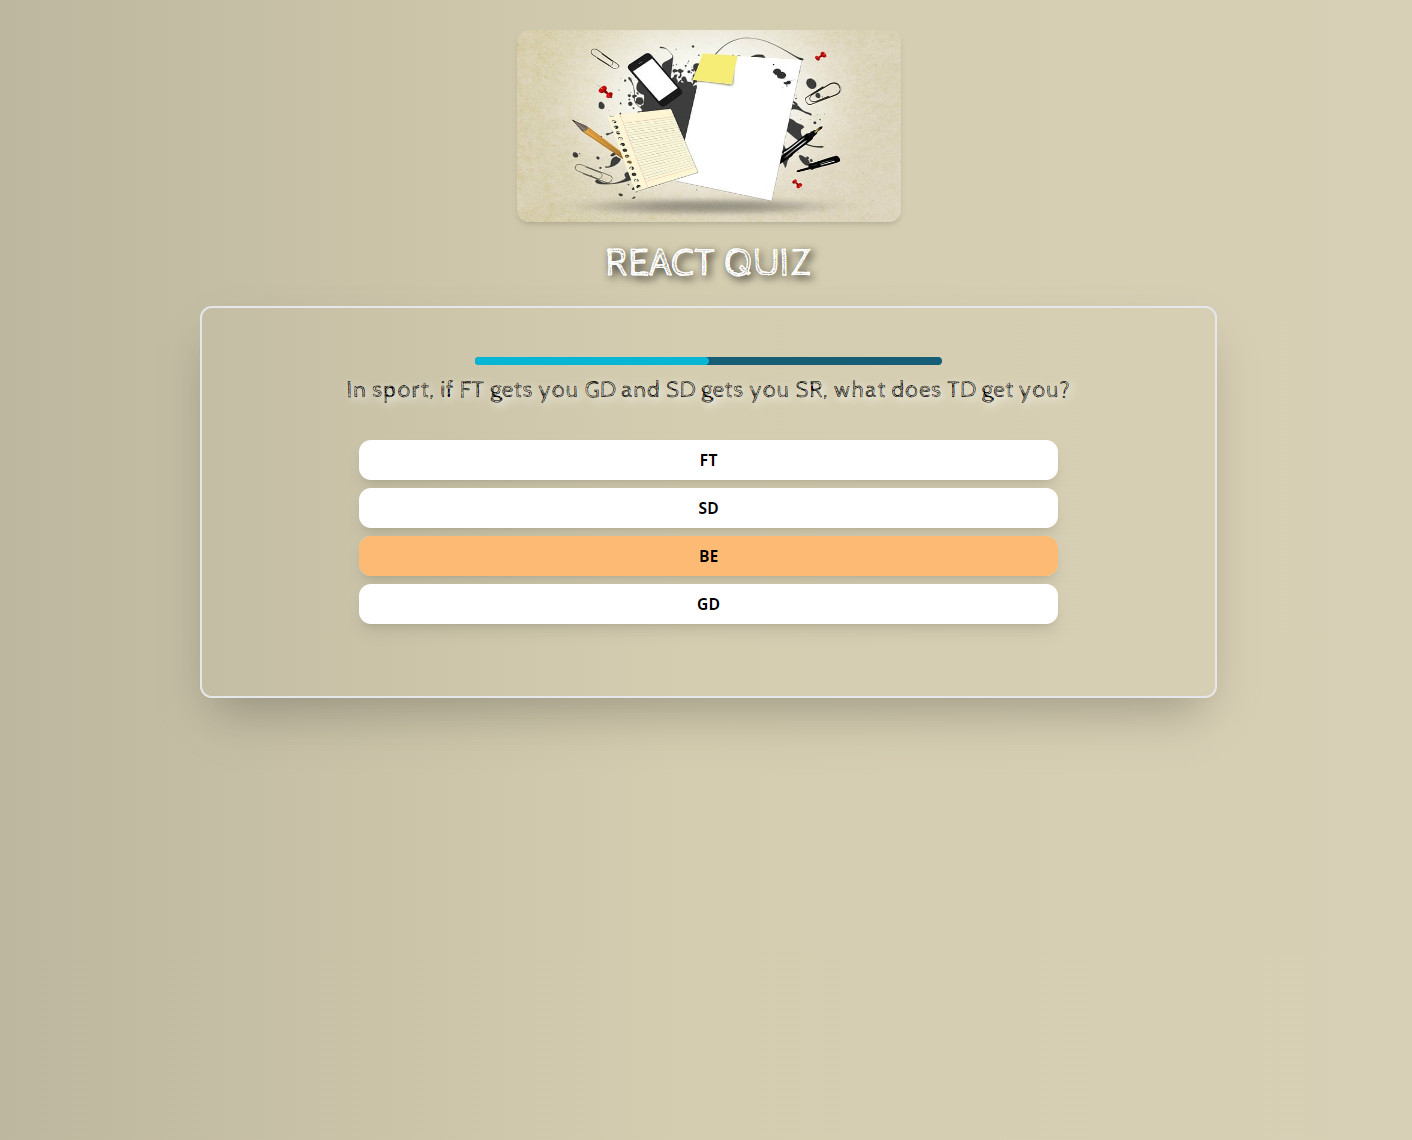 REACT QUIZ
In sport, if FT gets you GD and SD gets you SR, what does TD get you?
FT
SD
BE
GD